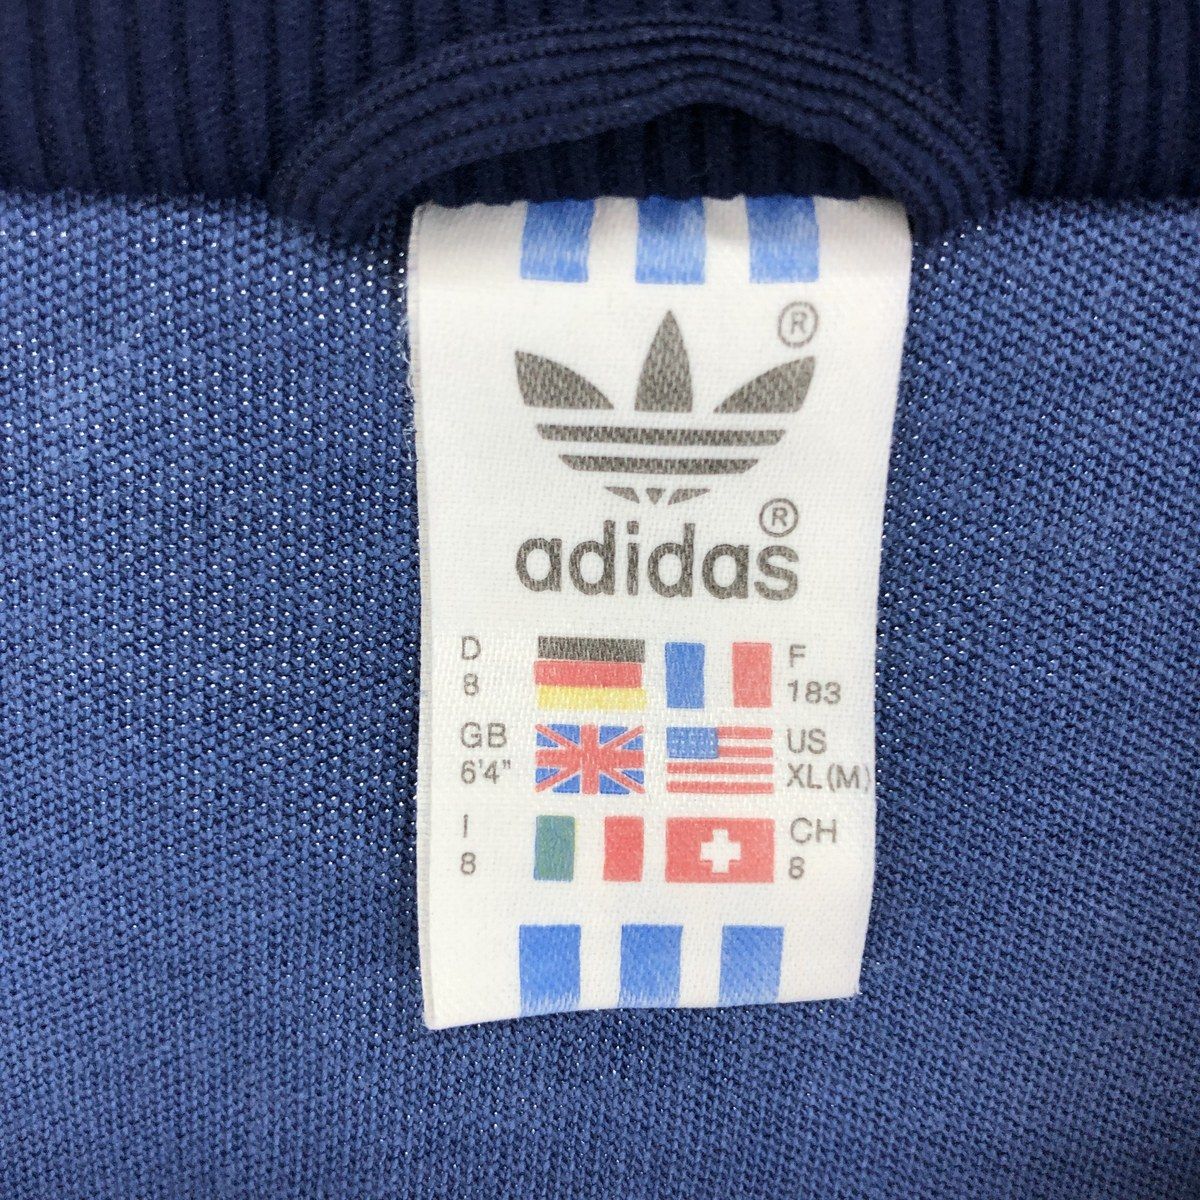 ®
®
adidas
D
8
F
183
GB
6'4"
US
XL(M)
I
8
CH
8